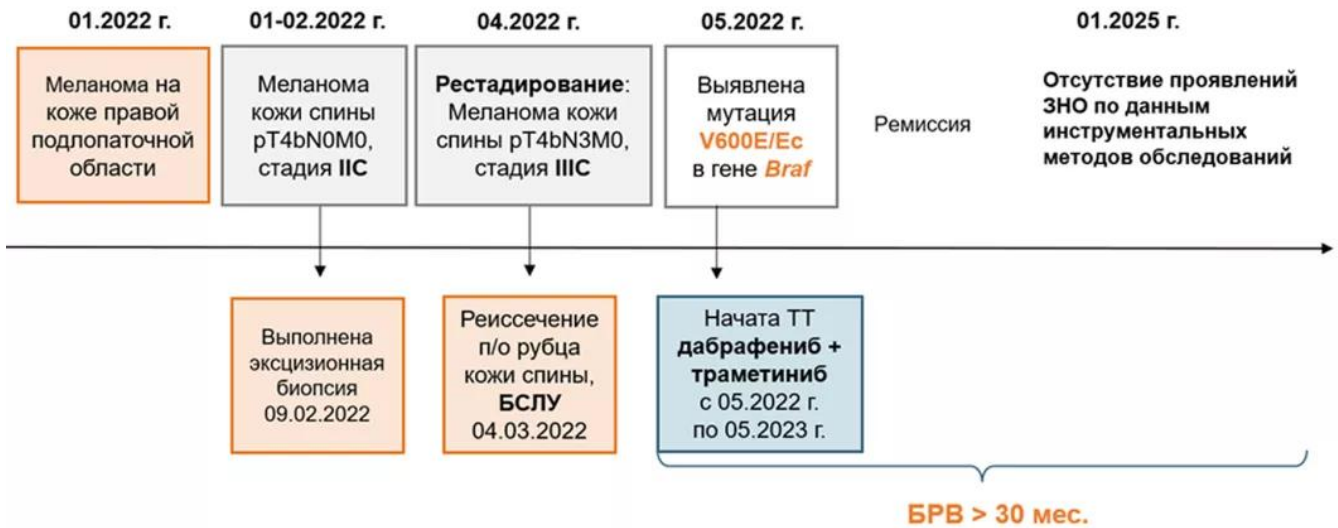 01.2022 г.
01-02.2022 г.
04.2022 г.
05.2022 г.
01.2025 г.
Меланома на
коже правой
подлопаточной
области
Меланома
кожи спины
pT4bN0M0,
стадия IIC
Рестадирование:
Меланома кожи
спины pT4bN3M0,
стадия IIIC
Выявлена
мутация
V600E/Ec
в гене Braf
Ремиссия
Отсутствие проявлений
ЗНО по данным
инструментальных
методов обследований
Выполнена
эксцизионная
биопсия
09.02.2022
Реиссечение
п/о рубца
кожи спины,
БСЛУ
04.03.2022
Начата ТТ
дабрафениб +
траметиниб
с 05.2022 г.
по 05.2023 г.
БРВ > 30 мес.